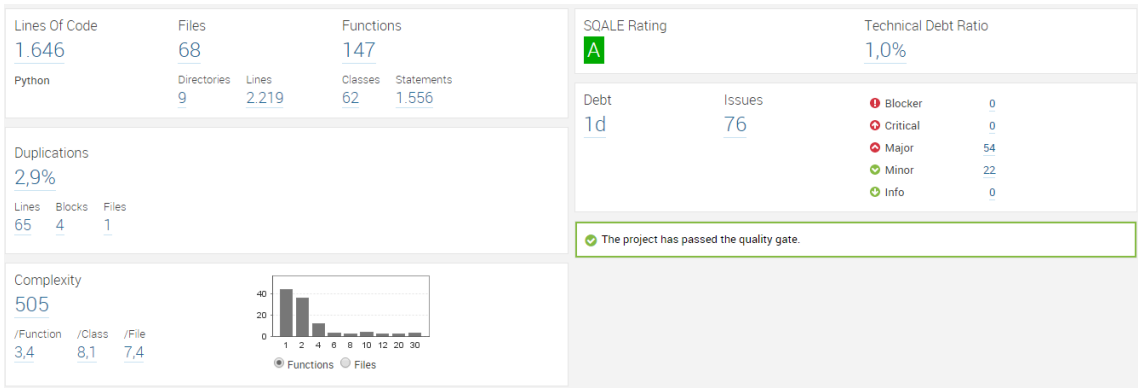 Lines Of Code Files Functions
1.646 68 147
Python Directories Lines Classes Statements
9 2.219 62 1.556
Duplications
2,9%
Lines Blocks Files
65 4 1
Complexity
505
/Function /Class /File
3,4 8,1 7,4
40
20
0
1 2 4 6 8 10 12 20 30
Functions Files
SQALE Rating Technical Debt Ratio
A 1,0%
Debt Issues
1d 76
Blocker 0
Critical 0
Major 54
Minor 22
Info 0
The project has passed the quality gate.